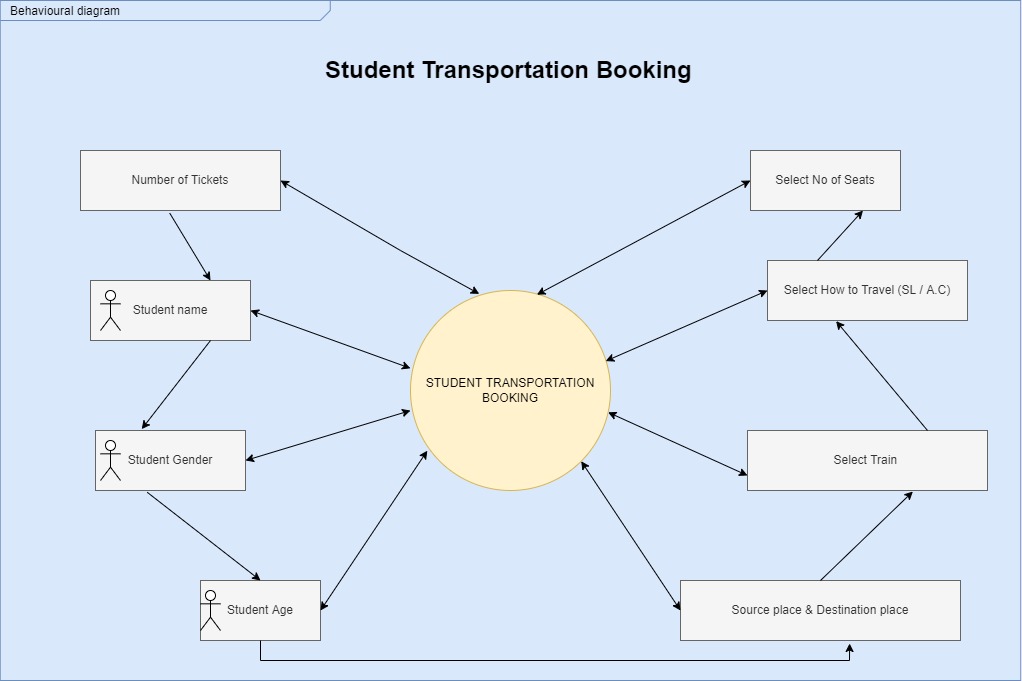 Behavioural diagram
Student Transportation Booking
Number of Tickets
Select No of Seats
Student name
Select How to Travel (SL / A.C)
STUDENT TRANSPORTATION
BOOKING
Student Gender
Select Train
Student Age
Source place & Destination place